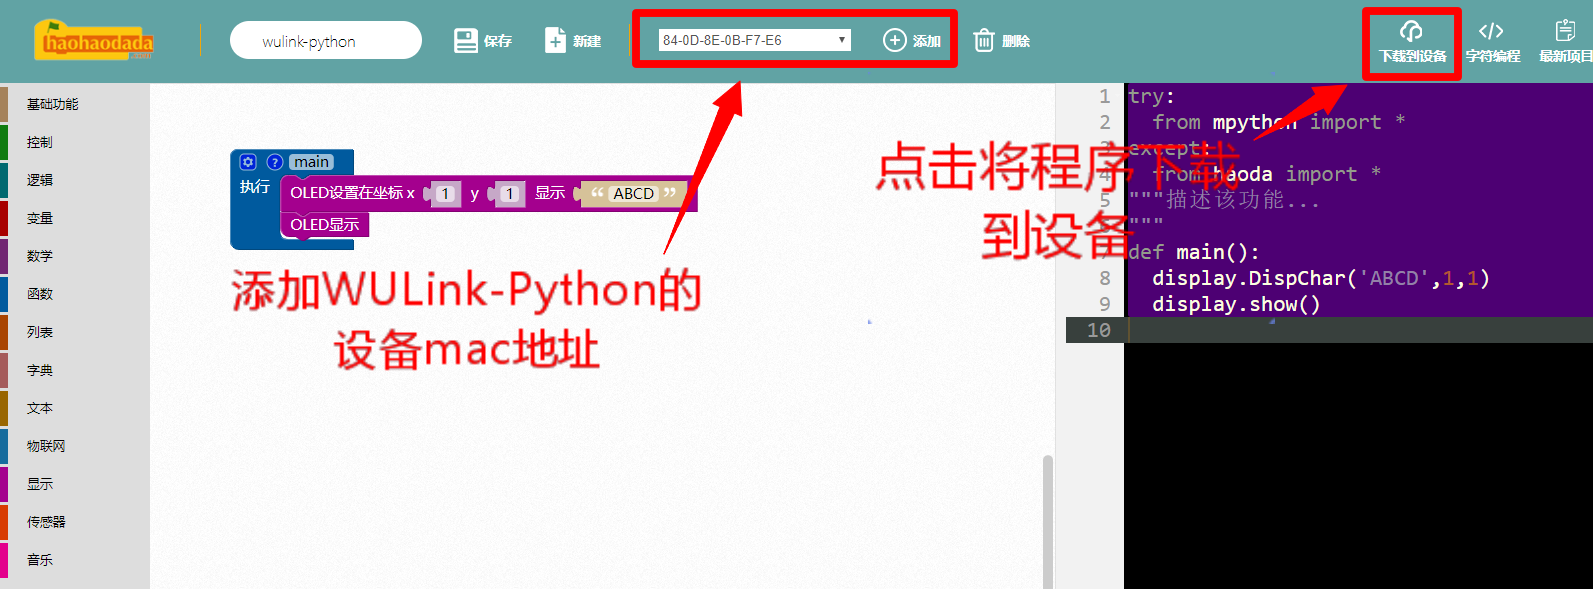 haohaodada
wulink-python
保存
新建
84-0D-8E-0B-F7-E6
添加
删除
下载到设备
字符编程
最新项目
基础功能
控制
逻辑
变量
数学
函数
列表
字典
文本
物联网
显示
传感器
音乐
main
执行
OLED设置在坐标 x 1 y 1 显示 “ ABCD ”
OLED显示
添加WULink-Python的
设备mac地址
点击将程序下载
到设备
1 try:
2 from mpython import *
except:
4 from haoda import *
5 """描述该功能...
"""
def main():
8 display.DispChar('ABCD',1,1)
9 display.show()
10